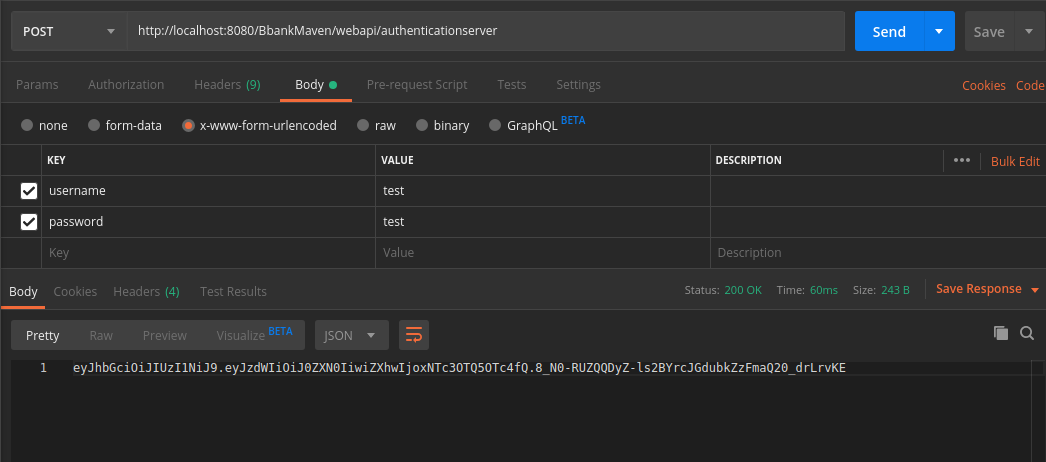 POST http://localhost:8080/BbankMaven/webapi/authenticationserver Send Save
Params Authorization Headers (9) Body Pre-request Script Tests Settings Cookies Code
none form-data x-www-form-urlencoded raw binary GraphQL BETA
KEY VALUE DESCRIPTION ••• Bulk Edit
username test
password test
Key Value Description
Body Cookies Headers (4) Test Results Status: 200 OK Time: 60ms Size: 243 B Save Response
Pretty Raw Preview Visualize BETA JSON
1 eyJhbGciOiJIUzI1NiJ9.eyJzdWIiOiJ0ZXN0IiwiZXhwIjoxNTc3OTQ5OTc4fQ.8_N0-RUZQQDyZ-ls2BYrcJGdubkZzFmaQ20_drLrvKE